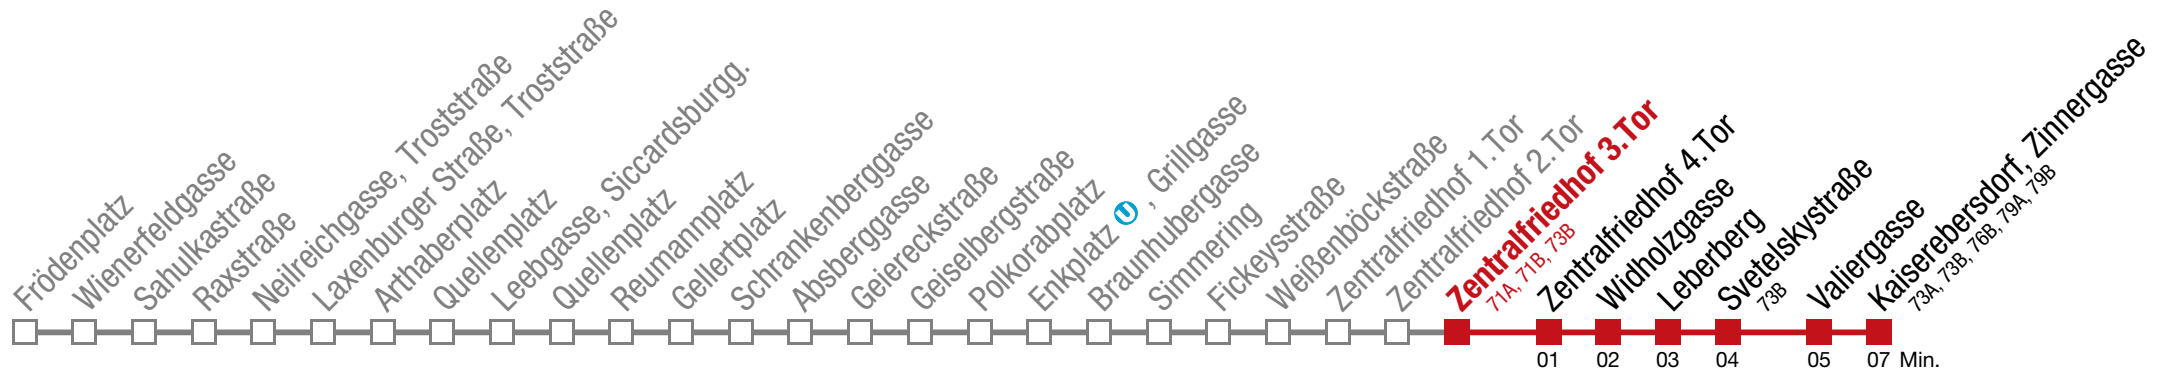 Frödenplatz
Wienerfeldgasse
Sahulkastraße
Raxstraße
Neilreichgasse, Troststraße
Laxenburger Straße, Troststraße
Arthaberplatz
Quellenplatz
Leebgasse, Siccardsburgg.
Quellenplatz
Reumannplatz
Gellertplatz
Schrankenberggasse
Absberggasse
Geiereckstraße
Geiselbergstraße
Polkorabplatz
Enkplatz U, Grillgasse
Braunhubergasse
Simmering
Fickeysstraße
Weißenböckstraße
Zentralfriedhof 1.Tor
Zentralfriedhof 2.Tor
Zentralfriedhof 3.Tor
71A, 71B, 73B
Zentralfriedhof 4.Tor
Widholzgasse
Leberberg
Svetelskystraße
73B
Valiergasse
Kaiserebersdorf, Zinnergasse
73A, 73B, 76B, 79A, 79B
01 02 03 04 05 07 Min.